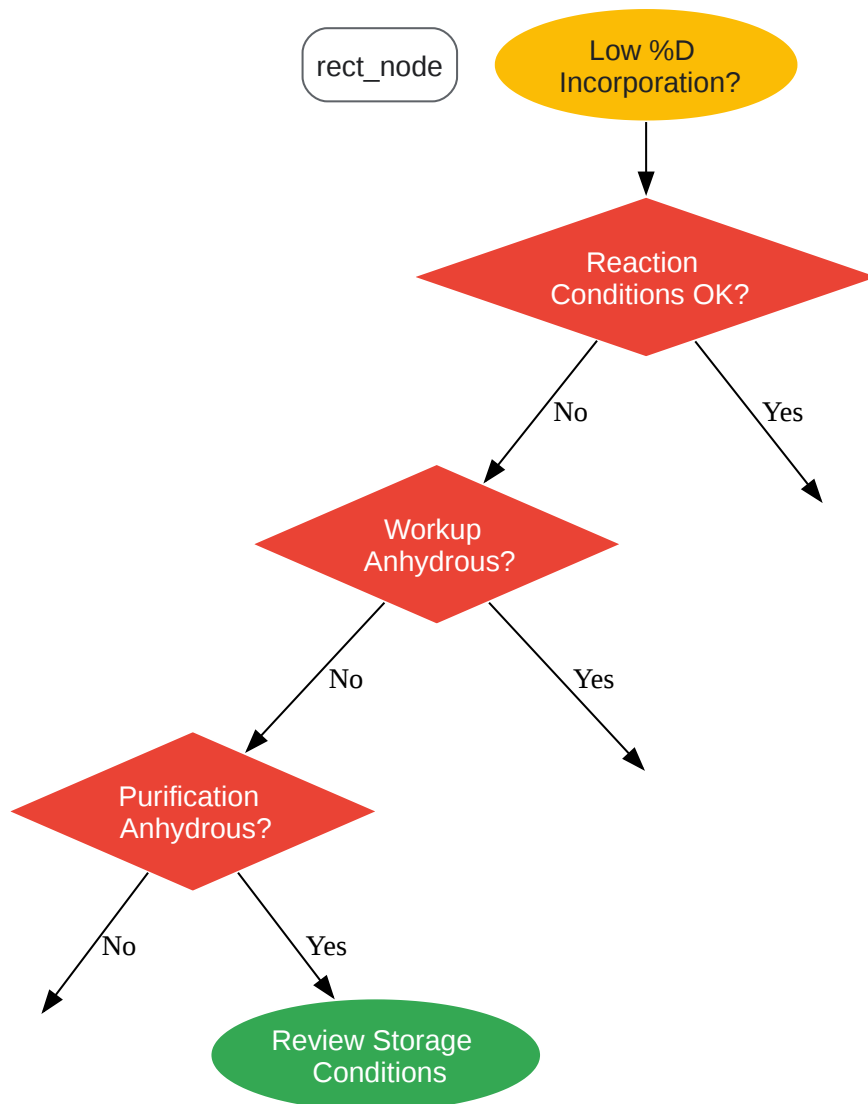 rect_node
Low %D
Incorporation?
Reaction
Conditions OK?
No
Yes
Workup
Anhydrous?
No
Yes
Purification
Anhydrous?
No
Yes
Review Storage
Conditions